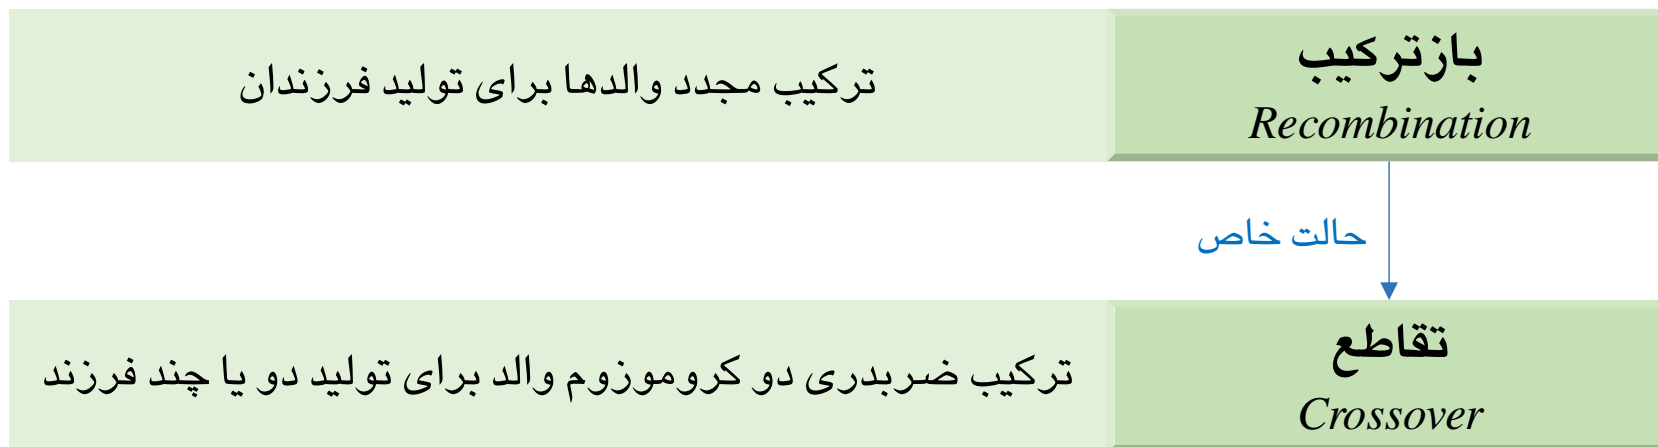 بازترکیب
Recombination
ترکیب مجدد والدها برای تولید فرزندان
حالت خاص
تقاطع
Crossover
ترکیب ضربدری دو کروموزوم والد برای تولید دو یا چند فرزند